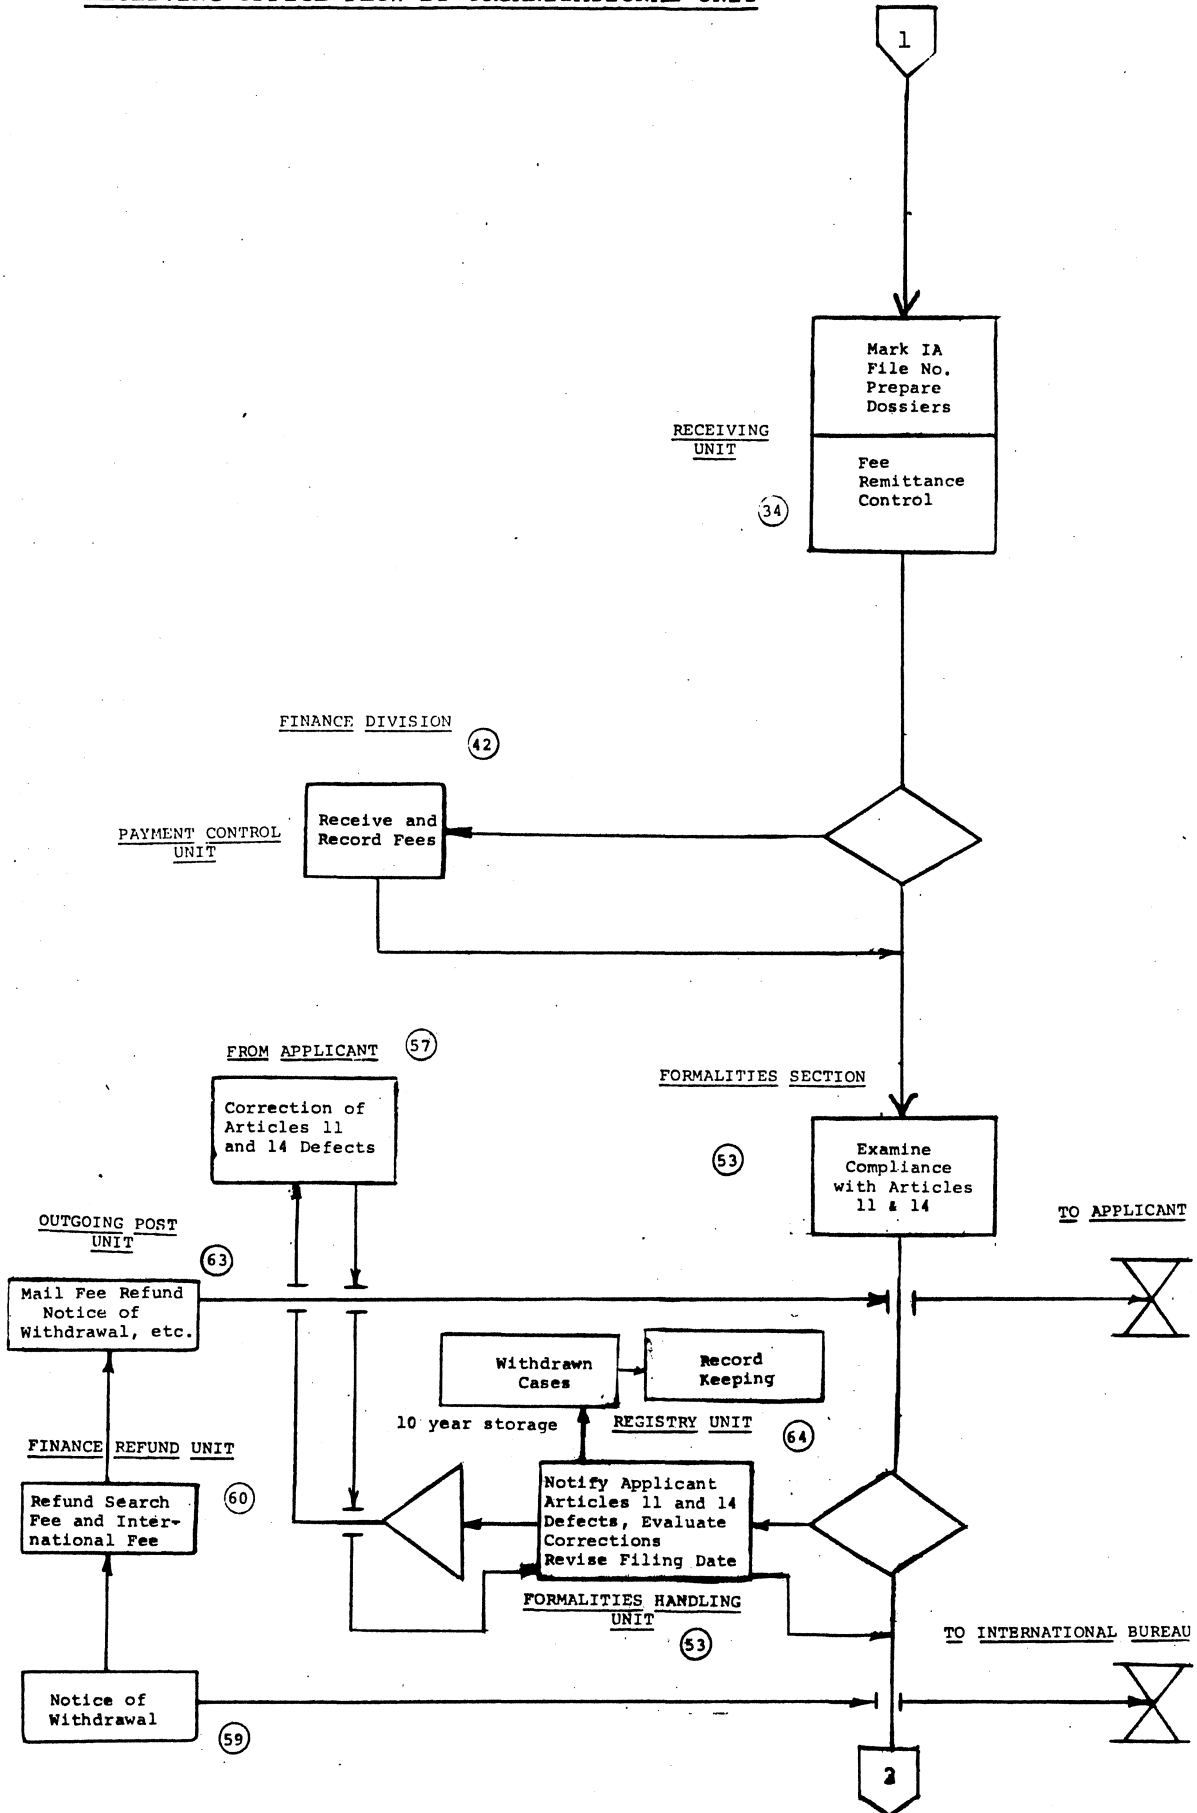 1
Mark IA
File No.
Prepare
Dossiers
RECEIVING
UNIT
Fee
Remittance
Control
34
FINANCE DIVISION
42
Receive and
Record Fees
PAYMENT CONTROL
UNIT
FROM APPLICANT
57
Correction of
Articles 11
and 14 Defects
FORMALITIES SECTION
53
Examine
Compliance
with Articles
11 & 14
TO APPLICANT
OUTGOING POST
UNIT
63
Mail Fee Refund
Notice of
Withdrawal, etc.
Withdrawn
Cases
Record
Keeping
10 year storage
REGISTRY UNIT
64
FINANCE REFUND UNIT
60
Refund Search
Fee and Inter-
national Fee
Notify Applicant
Articles 11 and 14
Defects, Evaluate
Corrections
Revise Filing Date
FORMALITIES HANDLING
UNIT
53
TO INTERNATIONAL BUREAU
Notice of
Withdrawal
59
2